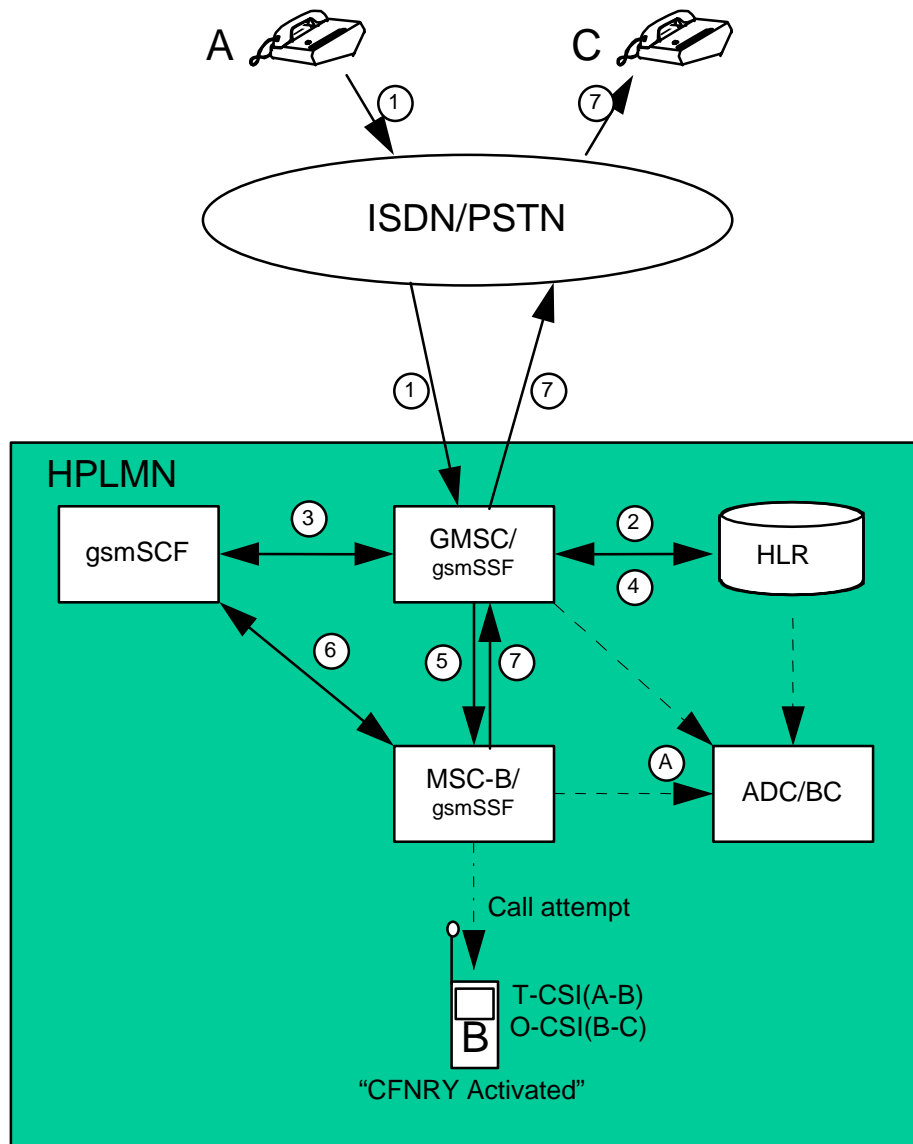 A
C
1
7
ISDN/PSTN
1
7
HPLMN
gsmSCF
3
GMSC/
gsmSSF
2
4
HLR
6
5
7
MSC-B/
gsmSSF
A
ADC/BC
Call attempt
B
T-CSI(A-B)
O-CSI(B-C)
“CFNRY Activated”